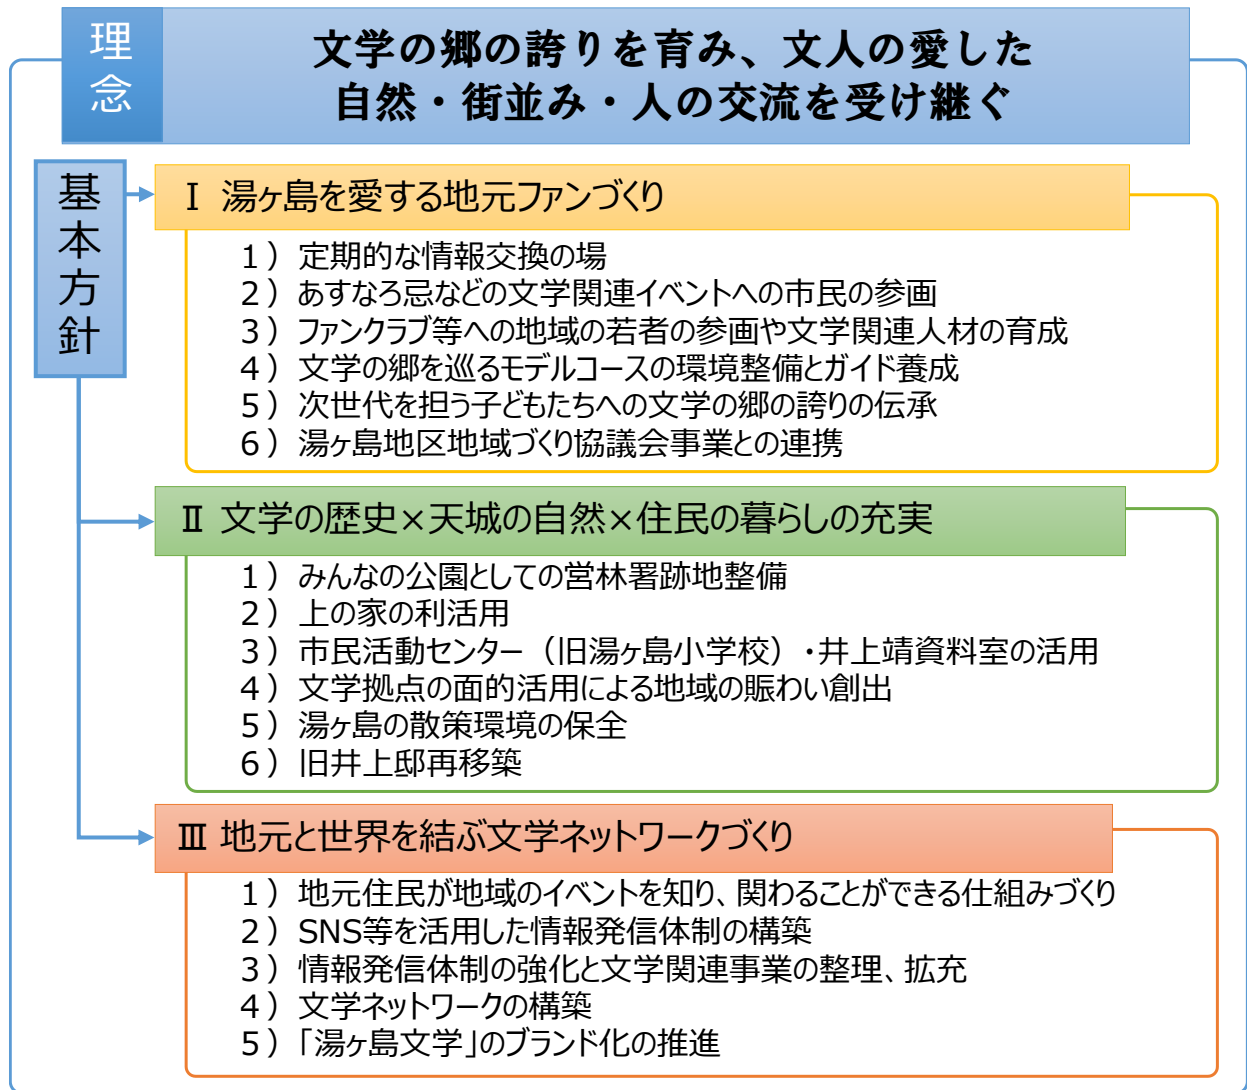 理念
文学の郷の誇りを育み、文人の愛した
自然・街並み・人の交流を受け継ぐ
基本方針
Ⅰ 湯ヶ島を愛する地元ファンづくり
１）定期的な情報交換の場
２）あすなろ忌などの文学関連イベントへの市民の参画
３）ファンクラブ等への地域の若者の参画や文学関連人材の育成
４）文学の郷を巡るモデルコースの環境整備とガイド養成
５）次世代を担う子どもたちへの文学の郷の誇りの伝承
６）湯ヶ島地区地域づくり協議会事業との連携
Ⅱ 文学の歴史×天城の自然×住民の暮らしの充実
１）みんなの公園としての営林署跡地整備
２）上の家の利活用
３）市民活動センター（旧湯ヶ島小学校）・井上靖資料室の活用
４）文学拠点の面的活用による地域の賑わい創出
５）湯ヶ島の散策環境の保全
６）旧井上邸再移築
Ⅲ 地元と世界を結ぶ文学ネットワークづくり
１）地元住民が地域のイベントを知り、関わることができる仕組みづくり
２）SNS等を活用した情報発信体制の構築
３）情報発信体制の強化と文学関連事業の整理、拡充
４）文学ネットワークの構築
５）「湯ヶ島文学」のブランド化の推進